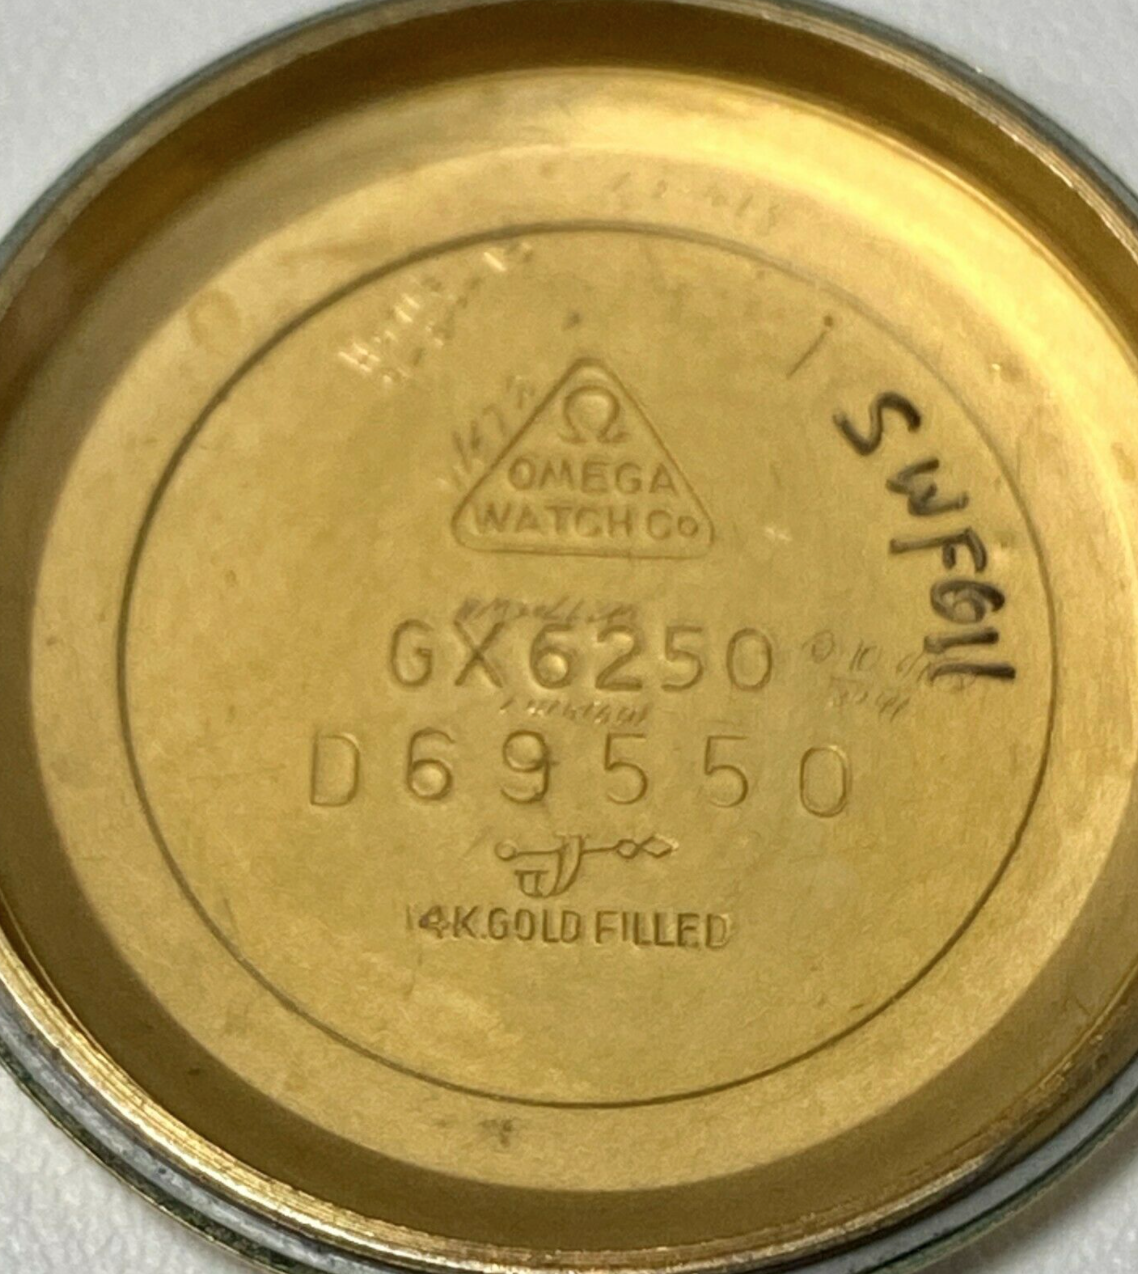 Ω
OMEGA
WATCH Co
GX6250
D69550
14K.GOLD FILLED
SWF611